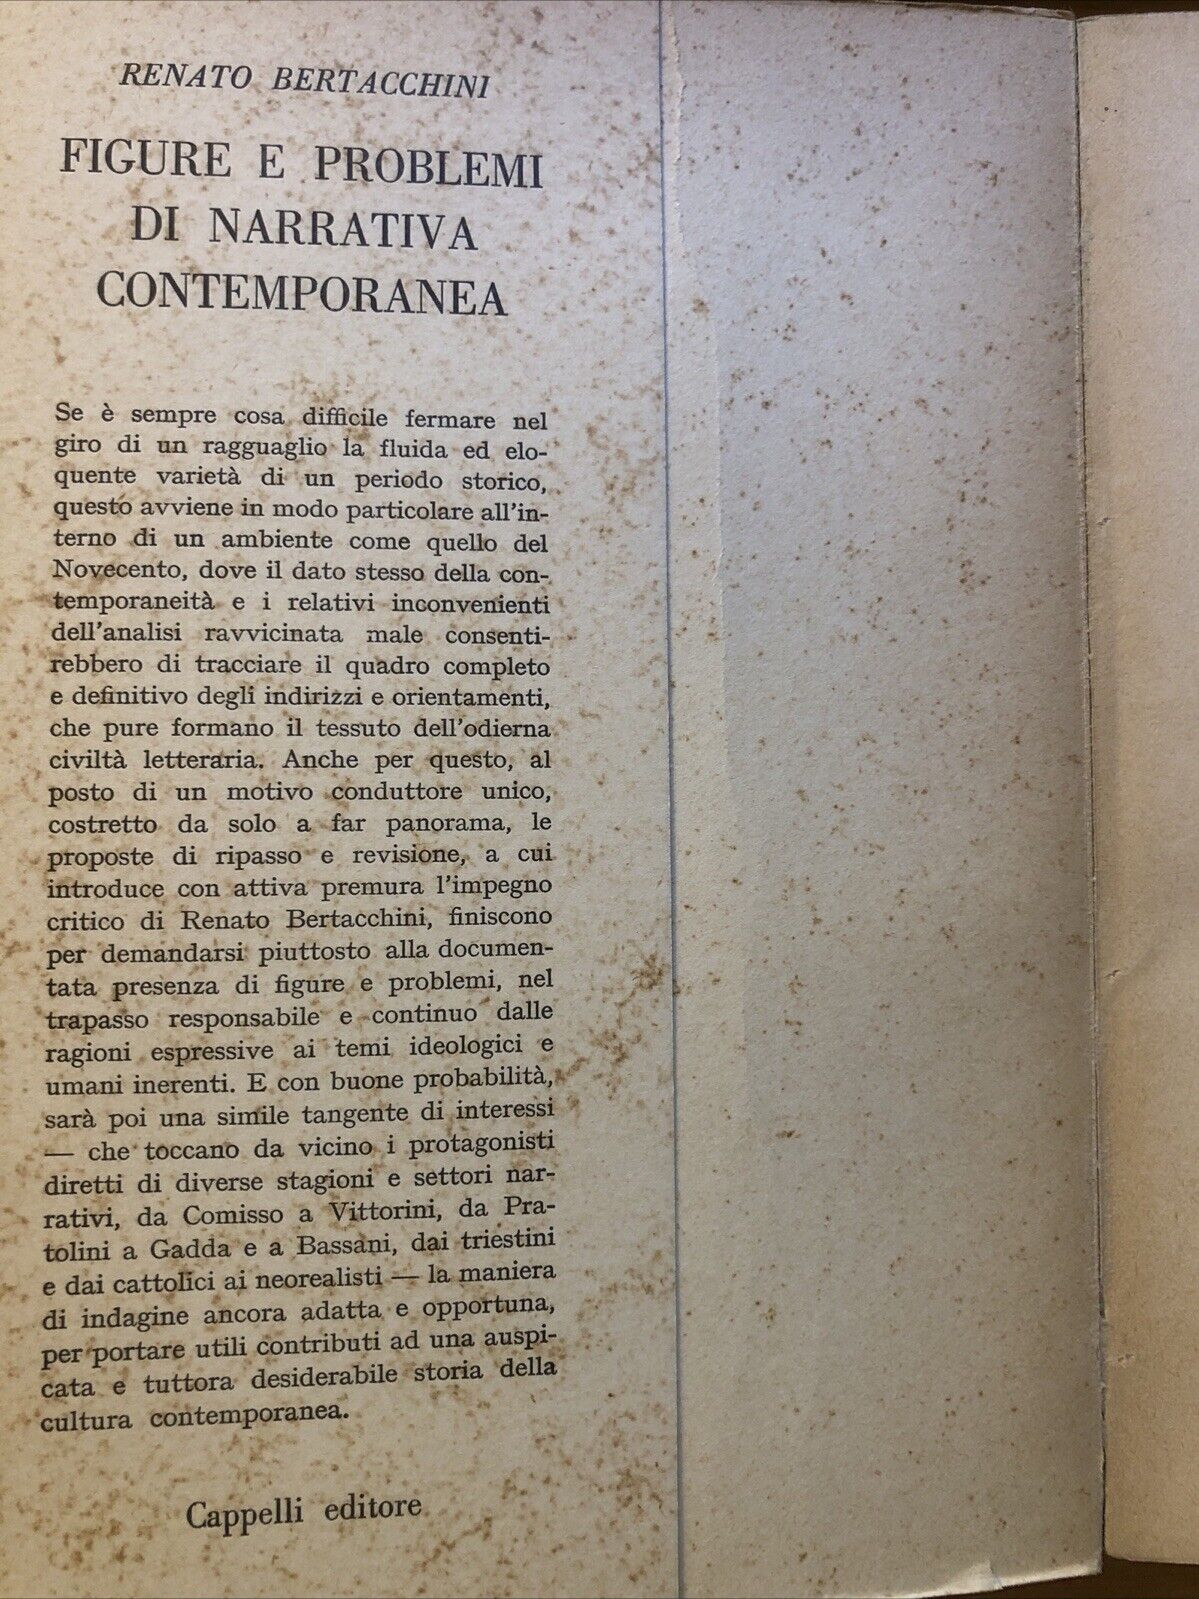 RENATO BERTACCHINI
FIGURE E PROBLEMI
DI NARRATIVA
CONTEMPORANEA
Se è sempre cosa difficile fermare nel
giro di un ragguaglio la fluida ed elo-
quente varietà di un periodo storico,
questo avviene in modo particolare all'in-
terno di un ambiente come quello del
Novecento, dove il dato stesso della con-
temporaneità e i relativi inconvenienti
dell'analisi ravvicinata male consenti-
rebbero di tracciare il quadro completo
e definitivo degli indirizzi e orientamenti,
che pure formano il tessuto dell'odierna
civiltà letteraria. Anche per questo, al
posto di un motivo conduttore unico,
costretto da solo a far panorama, le
proposte di ripasso e revisione, a cui
introduce con attiva premura l'impegno
critico di Renato Bertacchini, finiscono
per demandarsi piuttosto alla documen-
tata presenza di figure e problemi, nel
trapasso responsabile e continuo dalle
ragioni espressive ai temi ideologici e
umani inerenti. E con buone probabilità,
sarà poi una simile tangente di interessi
— che toccano da vicino i protagonisti
diretti di diverse stagioni e settori nar-
rativi, da Comisso a Vittorini, da Pra-
tolini a Gadda e a Bassani, dai triestini
e dai cattolici ai neorealisti — la maniera
di indagine ancora adatta e opportuna,
per portare utili contributi ad una auspi-
cata e tuttora desiderabile storia della
cultura contemporanea.
Cappelli editore